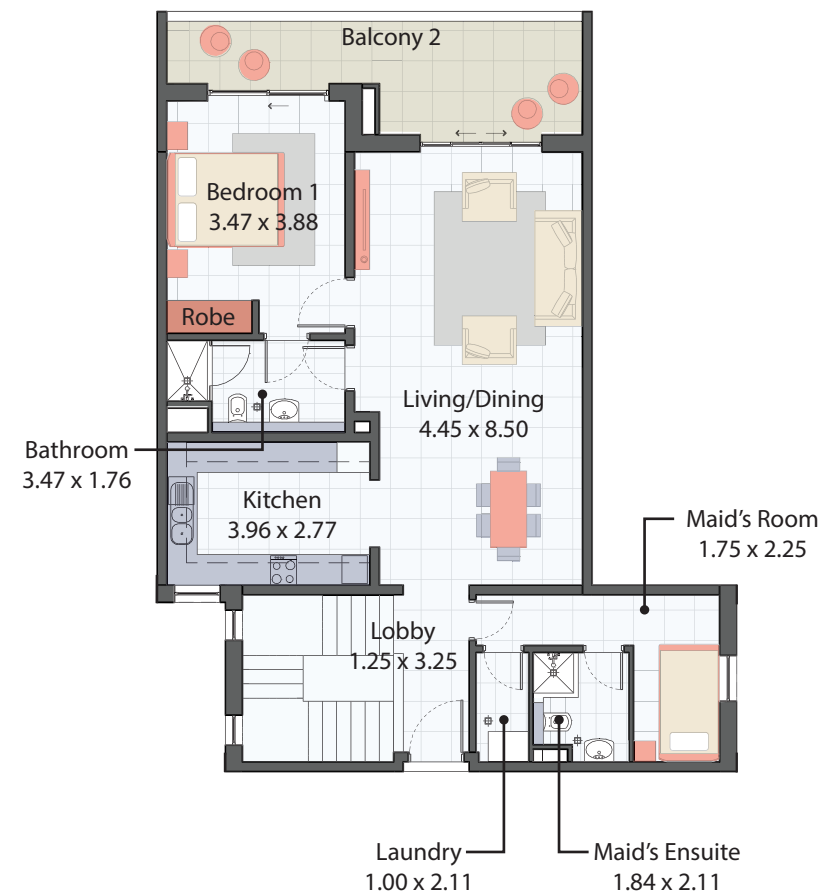 Balcony 2
Bedroom 1
3.47 x 3.88
Robe
Living/Dining
4.45 x 8.50
Bathroom
3.47 x 1.76
Kitchen
3.96 x 2.77
Maid's Room
1.75 x 2.25
Lobby
1.25 x 3.25
Laundry
1.00 x 2.11
Maid's Ensuite
1.84 x 2.11